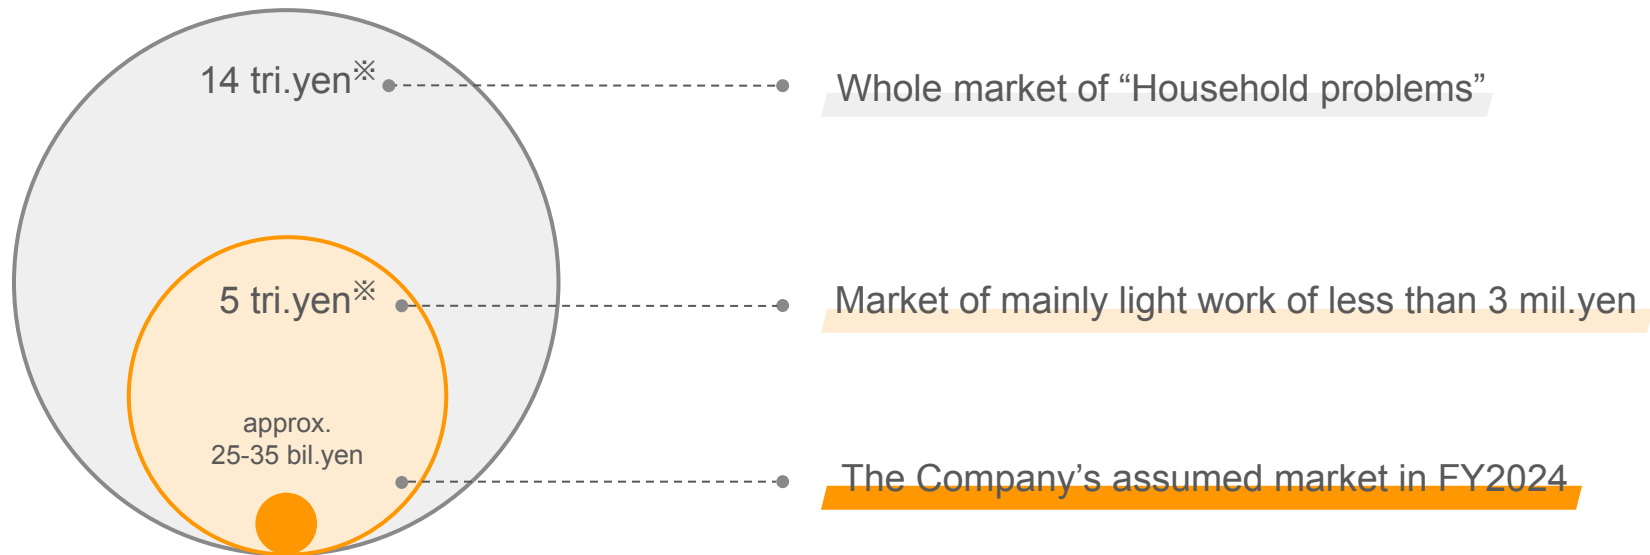 14 tri.yen※
Whole market of “Household problems”
5 tri.yen※
Market of mainly light work of less than 3 mil.yen
approx.
25-35 bil.yen
The Company’s assumed market in FY2024